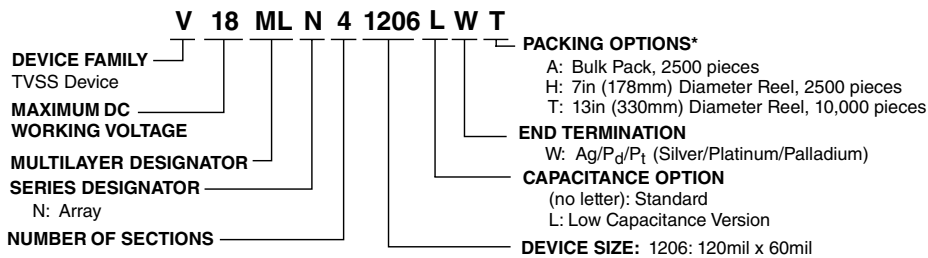 V 18 ML N 4 1206 L W T
DEVICE FAMILY
TVSS Device
MAXIMUM DC
WORKING VOLTAGE
MULTILAYER DESIGNATOR
SERIES DESIGNATOR
N: Array
NUMBER OF SECTIONS
PACKING OPTIONS*
A: Bulk Pack, 2500 pieces
H: 7in (178mm) Diameter Reel, 2500 pieces
T: 13in (330mm) Diameter Reel, 10,000 pieces
END TERMINATION
W: Ag/Pd/Pt (Silver/Platinum/Palladium)
CAPACITANCE OPTION
(no letter): Standard
L: Low Capacitance Version
DEVICE SIZE: 1206: 120mil x 60mil